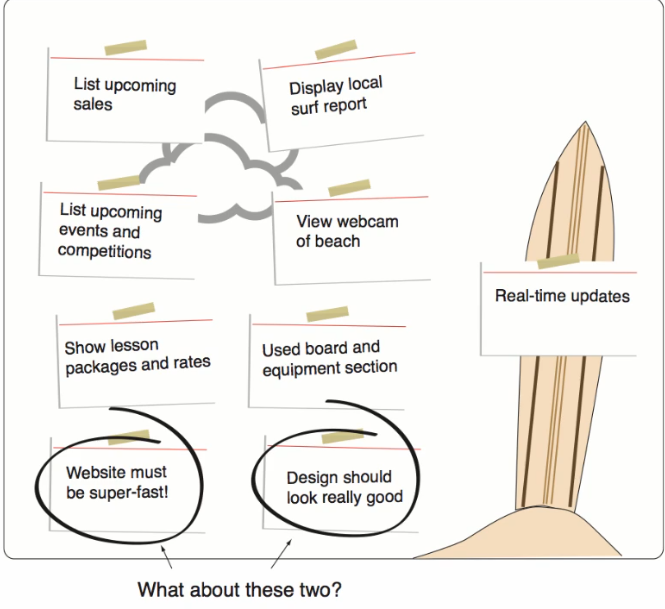 List upcoming
sales
Display local
surf report
List upcoming
events and
competitions
View webcam
of beach
Real-time updates
Show lesson
packages and rates
Used board and
equipment section
Website must
be super-fast!
Design should
look really good
What about these two?